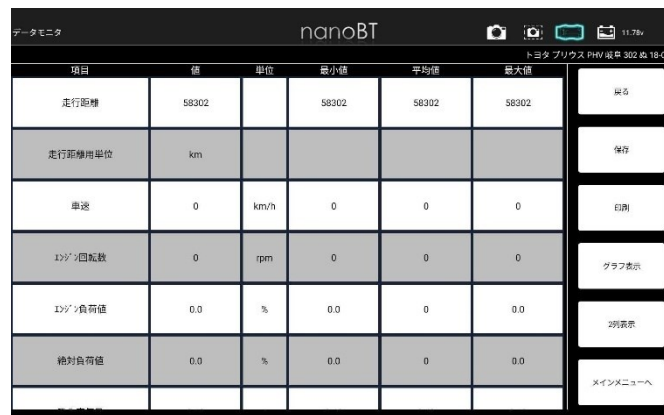 データモニタ
nanoBT
11.78v
トヨタ プリウス PHV 岐阜 302 ぬ 18-0
項目 値 単位 最小値 平均値 最大値
走行距離 58302 58302 58302 58302
走行距離用単位 km
車速 0 km/h 0 0 0
ｴﾝｼﾞﾝ回転数 0 rpm 0 0 0
ｴﾝｼﾞﾝ負荷値 0.0 % 0.0 0 0.0
絶対負荷値 0.0 % 0.0 0 0.0
戻る
保存
印刷
グラフ表示
2列表示
メインメニューへ